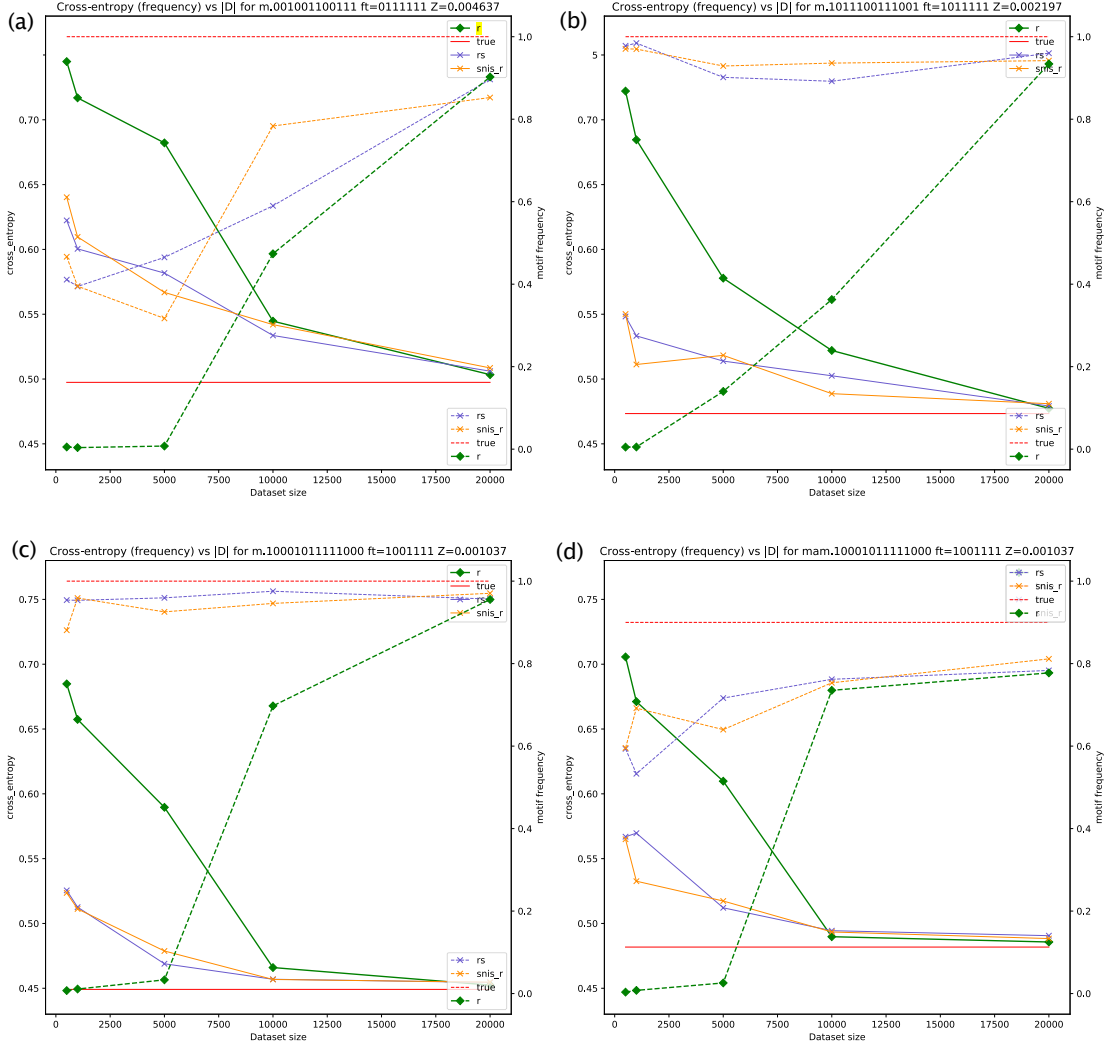 (a)
Cross-entropy (frequency) vs |D| for m.001001100111 ft=0111111 Z=0.004637
r
true
rs
snis_r
1.0
0.8
0.6
0.4
0.2
0.0
0.70
0.65
0.60
0.55
0.50
0.45
cross_entropy
motif frequency
rs
snis_r
true
r
0 2500 5000 7500 10000 12500 15000 17500 20000
Dataset size
(b)
Cross-entropy (frequency) vs |D| for m.1011100111001 ft=1011111 Z=0.002197
r
true
rs
snis_r
1.0
0.8
0.6
0.4
0.2
0.0
5
0.70
0.65
0.60
0.55
0.50
0.45
cross_entropy
motif frequency
rs
snis_r
true
r
0 2500 5000 7500 10000 12500 15000 17500 20000
Dataset size
(c)
Cross-entropy (frequency) vs |D| for m.10001011111000 ft=1001111 Z=0.001037
r
true
rs
snis_r
1.0
0.8
0.6
0.4
0.2
0.0
0.75
0.70
0.65
0.60
0.55
0.50
0.45
cross_entropy
motif frequency
rs
snis_r
true
r
0 2500 5000 7500 10000 12500 15000 17500 20000
Dataset size
(d)
Cross-entropy (frequency) vs |D| for mam.10001011111000 ft=1001111 Z=0.001037
rs
snis_r
true
r snis_r
1.0
0.8
0.6
0.4
0.2
0.0
0.75
0.70
0.65
0.60
0.55
0.50
0.45
cross_entropy
motif frequency
0 2500 5000 7500 10000 12500 15000 17500 20000
Dataset size